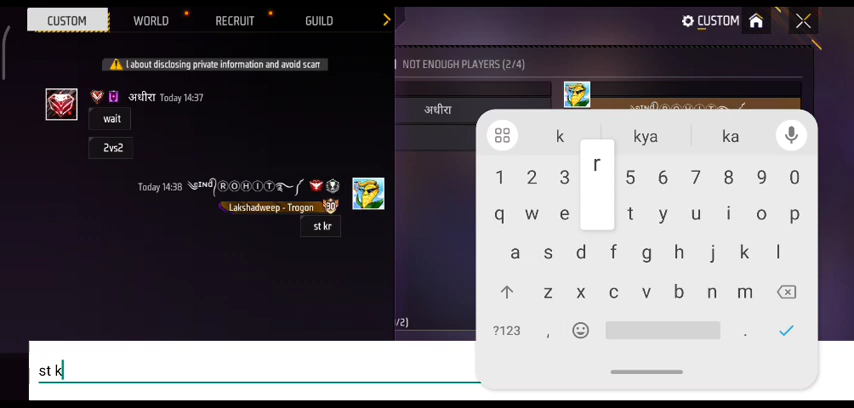 CUSTOM WORLD RECRUIT GUILD
CUSTOM
l about disclosing private information and avoid scam
NOT ENOUGH PLAYERS (2/4)
अधीरा Today 14:37
wait
2vs2
अधीरा
Today 14:38 ᴵᴺᴰ ⓇⓄⒽⒾⓉ
Lakshadweep - Trogon
st kr
st k
k kya ka
r
1 2 3 5 6 7 8 9 0
q w e t y u i o p
a s d f g h j k l
z x c v b n m
?123 , .